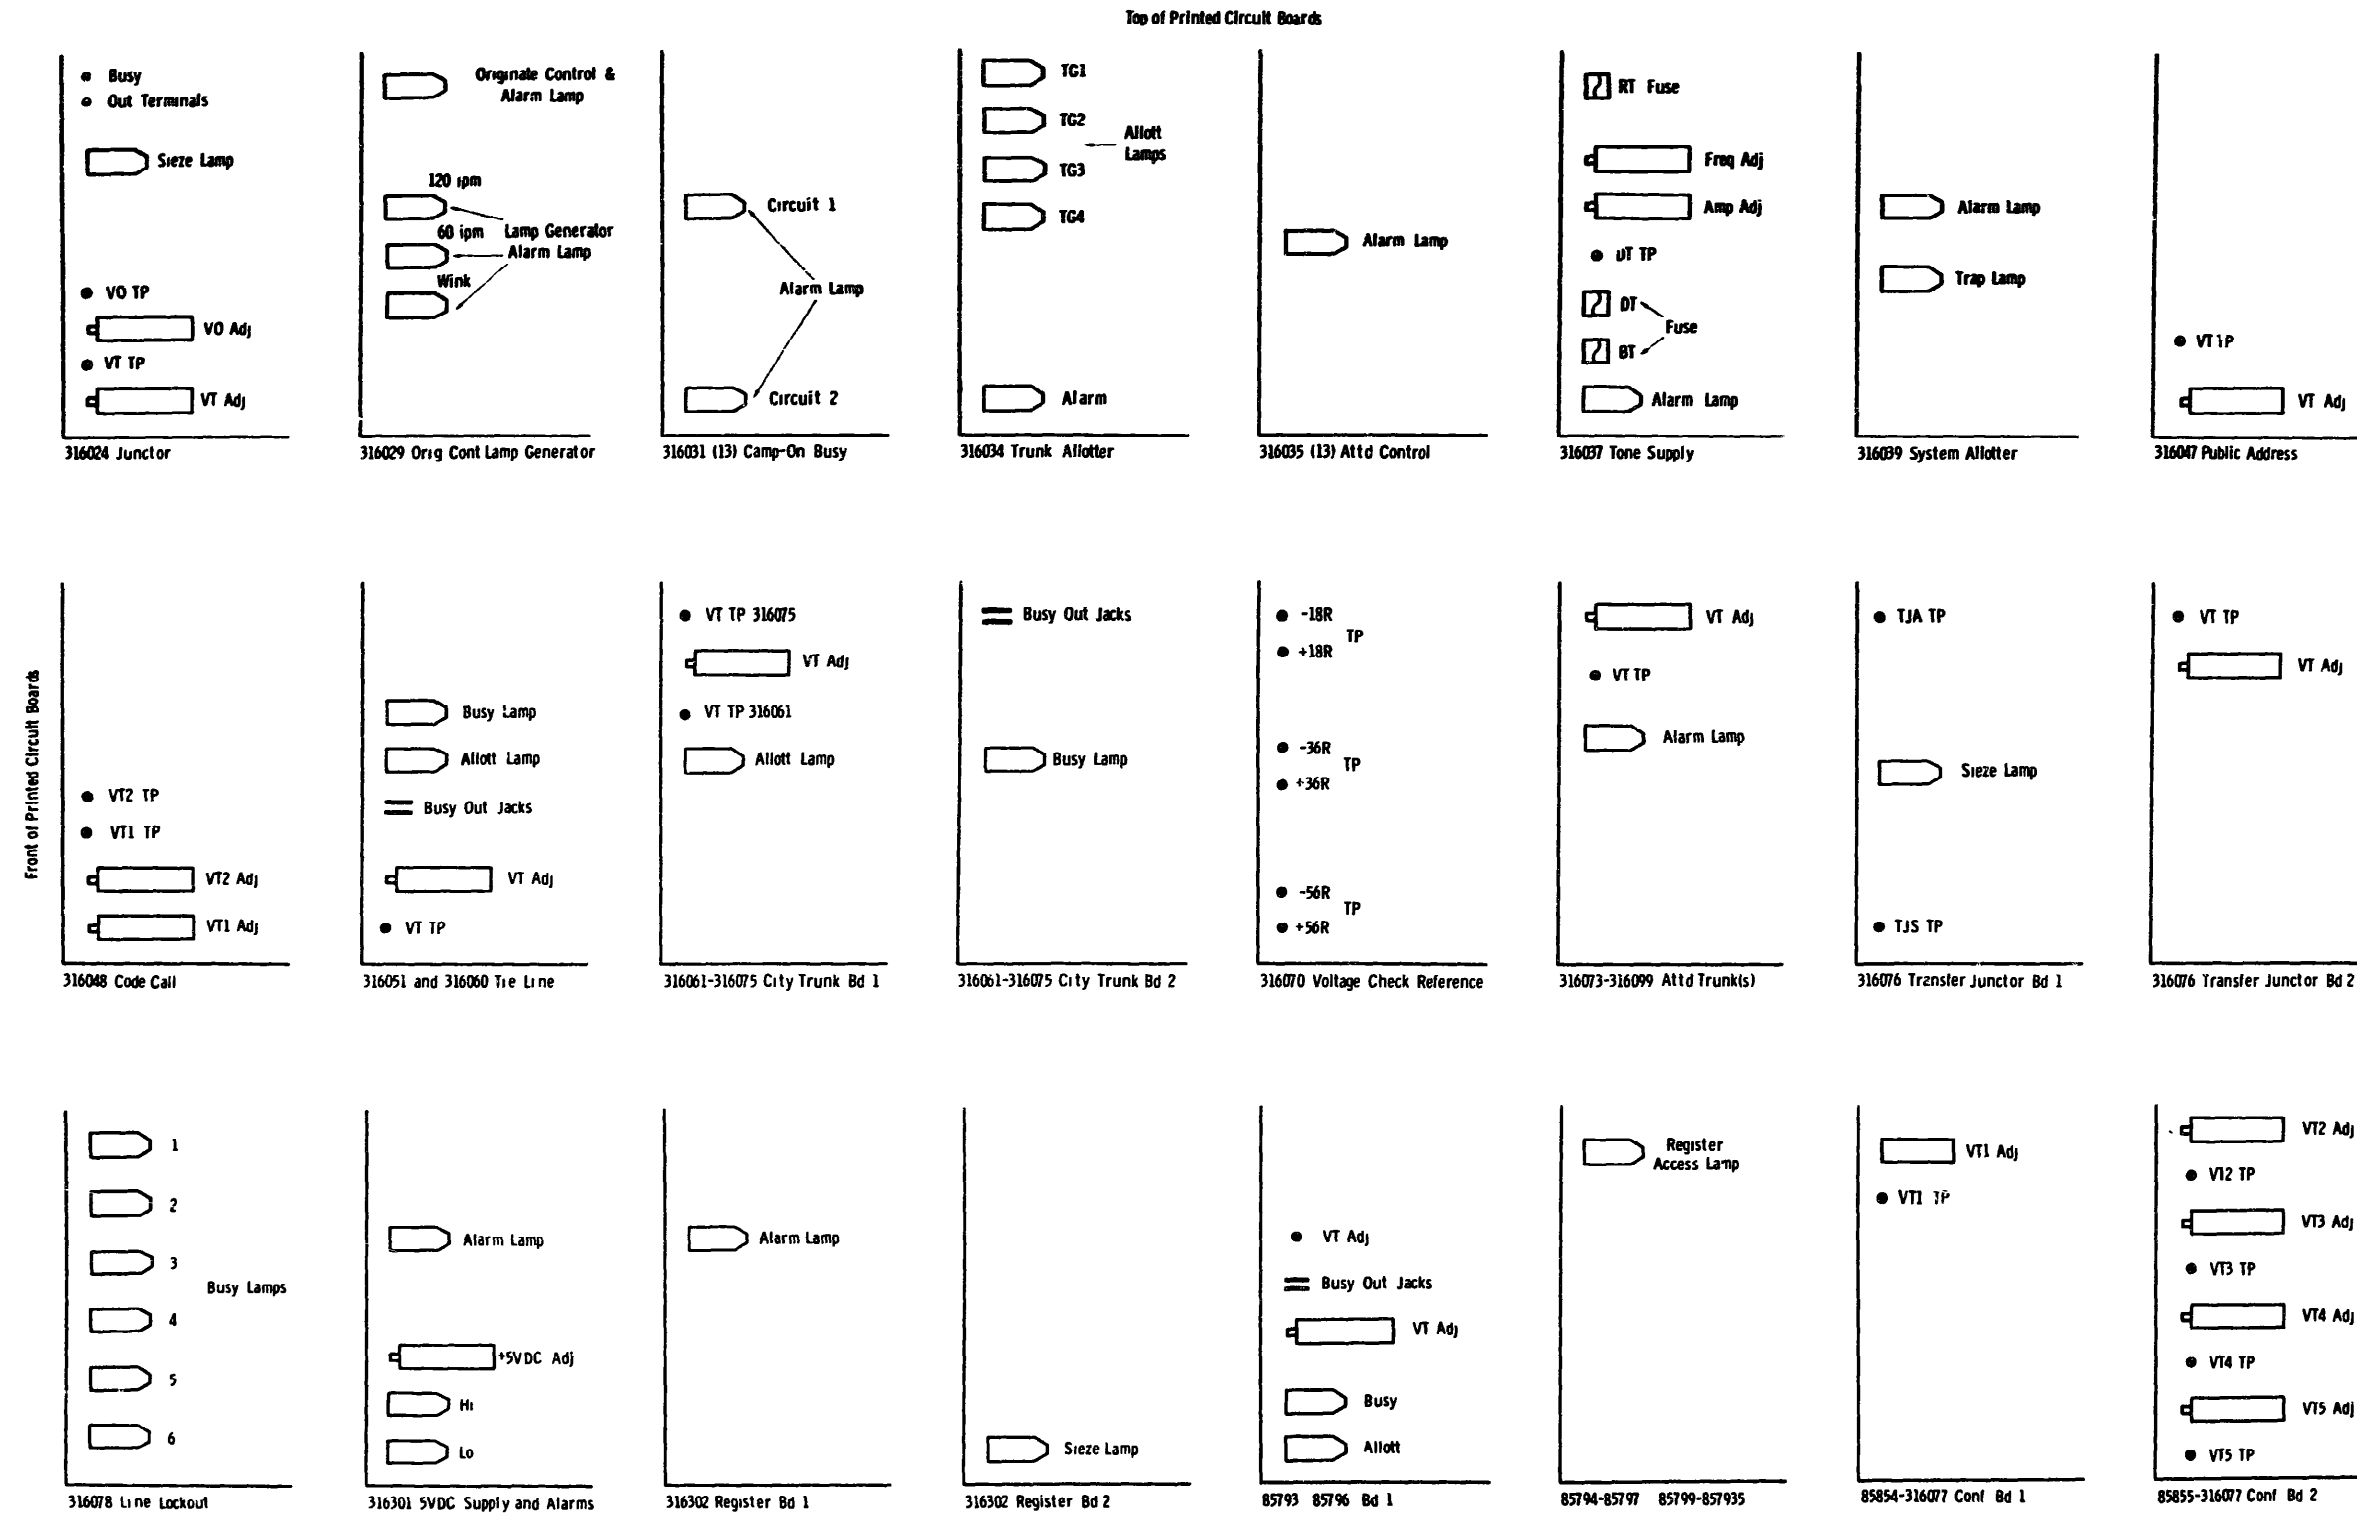 Top of Printed Circuit Boards
Front of Printed Circuit Boards
Busy
Out Terminals
Sieze Lamp
VO TP
VO Adj
VT TP
VT Adj
316024 Junctor
Originate Control &
Alarm Lamp
120 ipm
60 ipm
Lamp Generator
Alarm Lamp
Wink
316029 Orig Cont Lamp Generator
Circuit 1
Alarm Lamp
Circuit 2
316031 (13) Camp-On Busy
TG1
TG2
Allott
Lamps
TG3
TG4
Alarm
316034 Trunk Allotter
Alarm Lamp
316035 (13) Attd Control
RT Fuse
Freq Adj
Amp Adj
DT TP
DT
Fuse
BT
Alarm Lamp
316037 Tone Supply
Alarm Lamp
Trap Lamp
316039 System Allotter
VT TP
VT Adj
316047 Public Address
VT2 TP
VT1 TP
VT2 Adj
VT1 Adj
316048 Code Call
Busy Lamp
Allott Lamp
Busy Out Jacks
VT Adj
VT TP
316051 and 316060 Tie Line
VT TP 316075
VT Adj
VT TP 316061
Allott Lamp
316061-316075 City Trunk Bd 1
Busy Out Jacks
Busy Lamp
316061-316075 City Trunk Bd 2
-18R
TP
+18R
-36R
TP
+36R
-56R
TP
+56R
316070 Voltage Check Reference
VT Adj
VT TP
Alarm Lamp
316073-316099 Attd Trunk(s)
TJA TP
Sieze Lamp
TJS TP
316076 Transfer Junctor Bd 1
VT TP
VT Adj
316076 Transfer Junctor Bd 2
1
2
3
Busy Lamps
4
5
6
316078 Line Lockout
Alarm Lamp
+5VDC Adj
Hi
Lo
316301 5VDC Supply and Alarms
Alarm Lamp
316302 Register Bd 1
Sieze Lamp
316302 Register Bd 2
VT Adj
Busy Out Jacks
VT Adj
Busy
Allott
85793 85796 Bd 1
Register
Access Lamp
85794-85797 85799-857935
VT1 Adj
VT1 TP
85854-316077 Conf Bd 1
VT2 Adj
VT2 TP
VT3 Adj
VT3 TP
VT4 Adj
VT4 TP
VT5 Adj
VT5 TP
85855-316077 Conf Bd 2